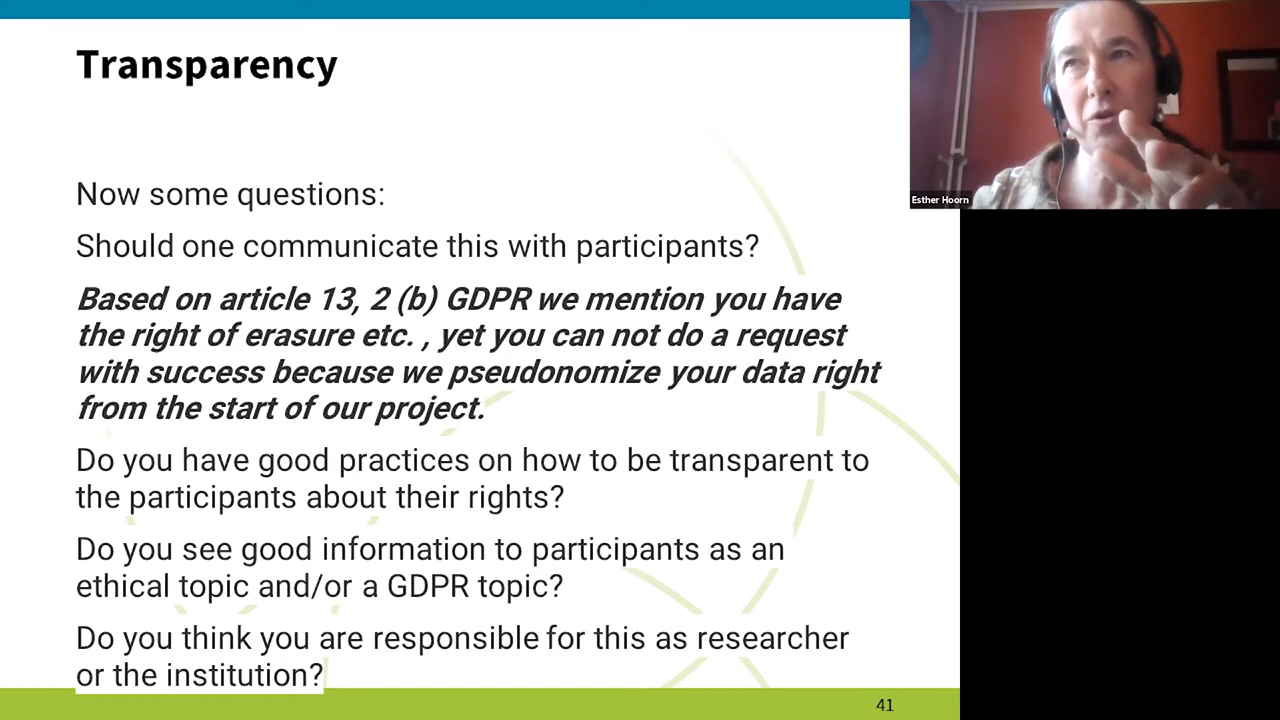 Transparency
Now some questions:
Should one communicate this with participants?
Based on article 13, 2 (b) GDPR we mention you have
the right of erasure etc. , yet you can not do a request
with success because we pseudonomize your data right
from the start of our project.
Do you have good practices on how to be transparent to
the participants about their rights?
Do you see good information to participants as an
ethical topic and/or a GDPR topic?
Do you think you are responsible for this as researcher
or the institution?
41
Esther Hoorn